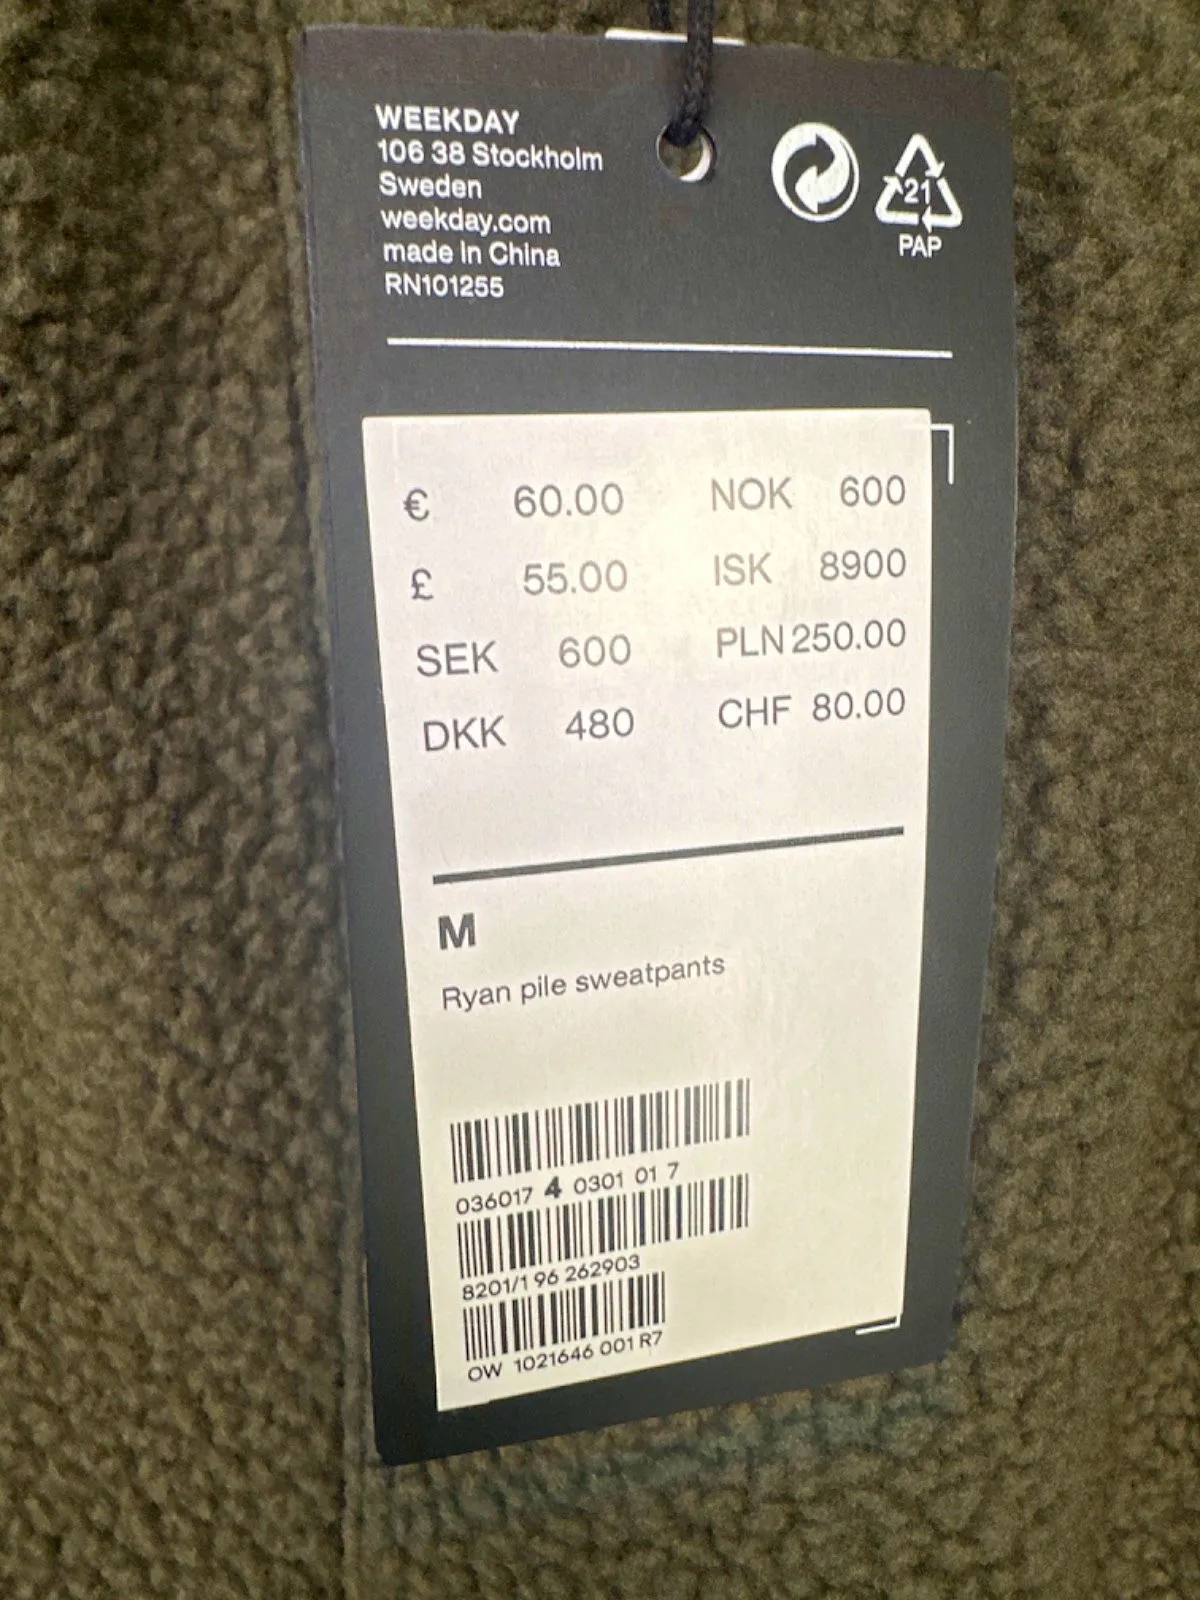 WEEKDAY
106 38 Stockholm
Sweden
weekday.com
made In China
RN101255
21
PAP
€ 60.00 NOK 600
£ 55.00 ISK 8900
SEK 600 PLN 250.00
DKK 480 CHF 80.00
M
Ryan pile sweatpants
036017 4 0301 01 7
8201/1 96 262903
OW 1021646 001 R7